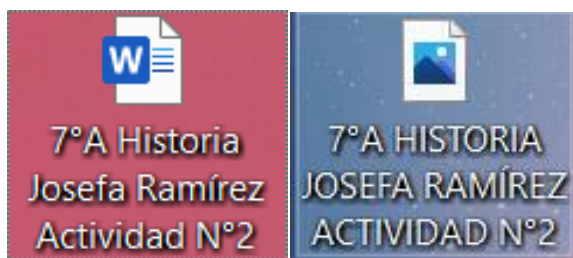 W
7°A Historia
Josefa Ramírez
Actividad N°2
7°A HISTORIA
JOSEFA RAMÍREZ
ACTIVIDAD N°2